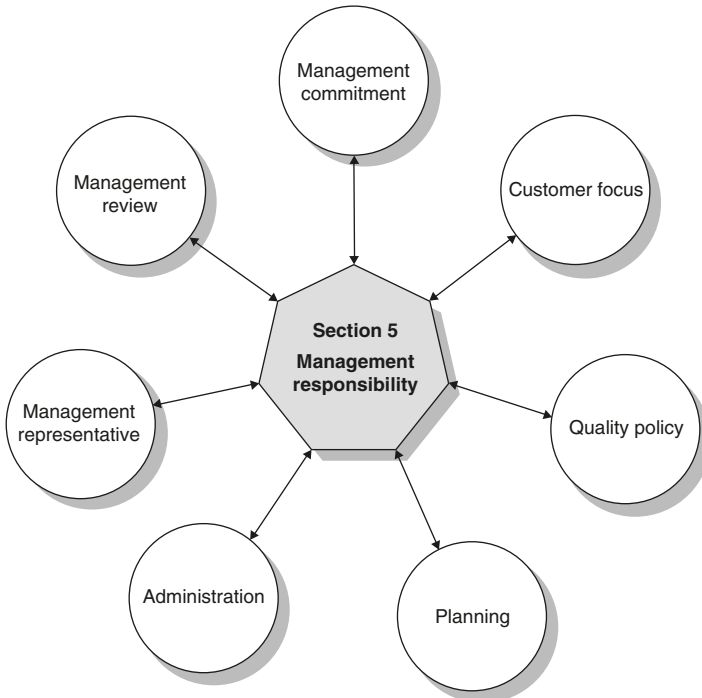 Management
commitment
Customer focus
Quality policy
Planning
Administration
Management
representative
Management
review
Section 5
Management
responsibility